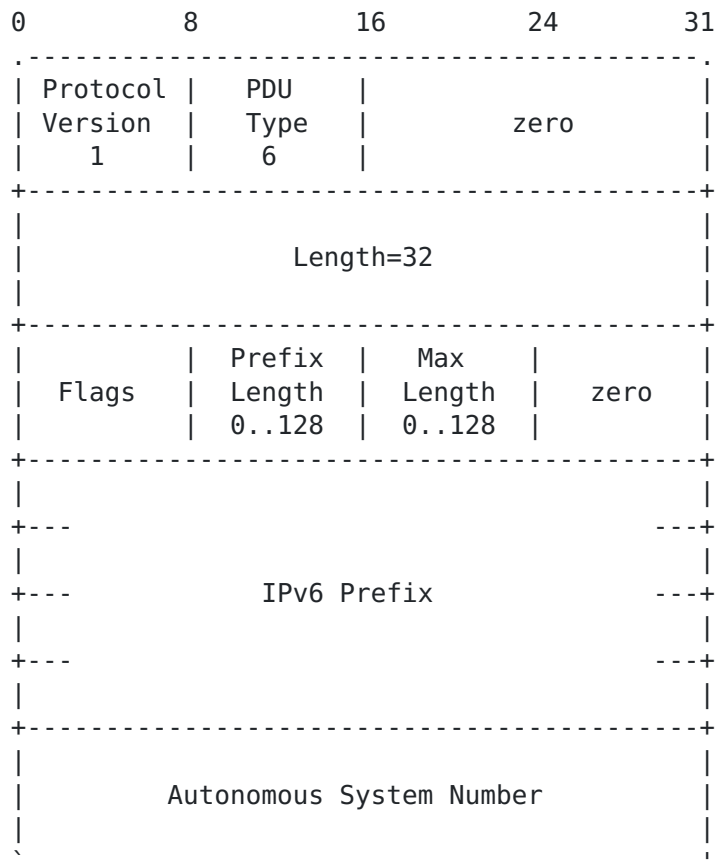 0          8          16         24        31
.-------------------------------------------.
| Protocol |   PDU    |                     |
| Version  |   Type   |         zero        |
|    1     |    6     |                     |
+-------------------------------------------+
|                                           |
|                 Length=32                 |
|                                           |
+-------------------------------------------+
|          |  Prefix  |   Max    |          |
|  Flags   |  Length  |  Length  |   zero   |
|          |  0..128  |  0..128  |          |
+-------------------------------------------+
|                                           |
+---                                     ---+
|                                           |
+---            IPv6 Prefix              ---+
|                                           |
+---                                     ---+
|                                           |
+-------------------------------------------+
|                                           |
|         Autonomous System Number          |
|                                           |